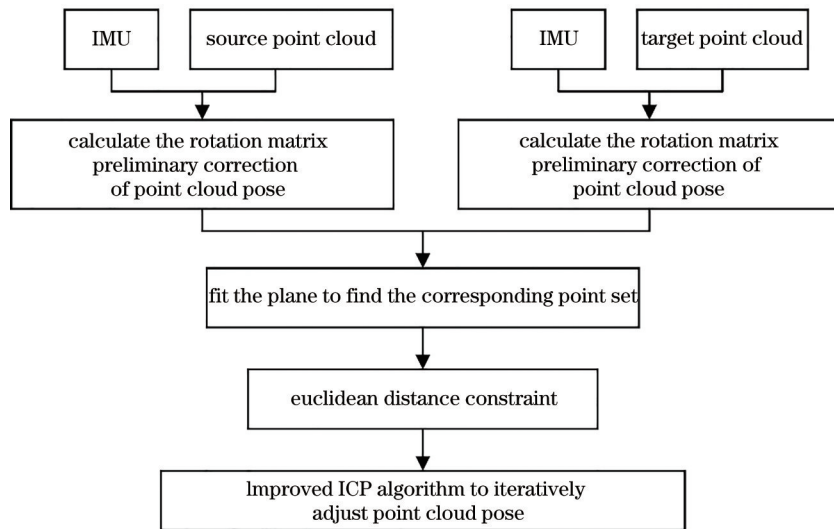 IMU
source point cloud
IMU
target point cloud
calculate the rotation matrix
preliminary correction
of point cloud pose
calculate the rotation matrix
preliminary correction of
point cloud pose
fit the plane to find the corresponding point set
euclidean distance constraint
lmproved ICP algorithm to iteratively
adjust point cloud pose